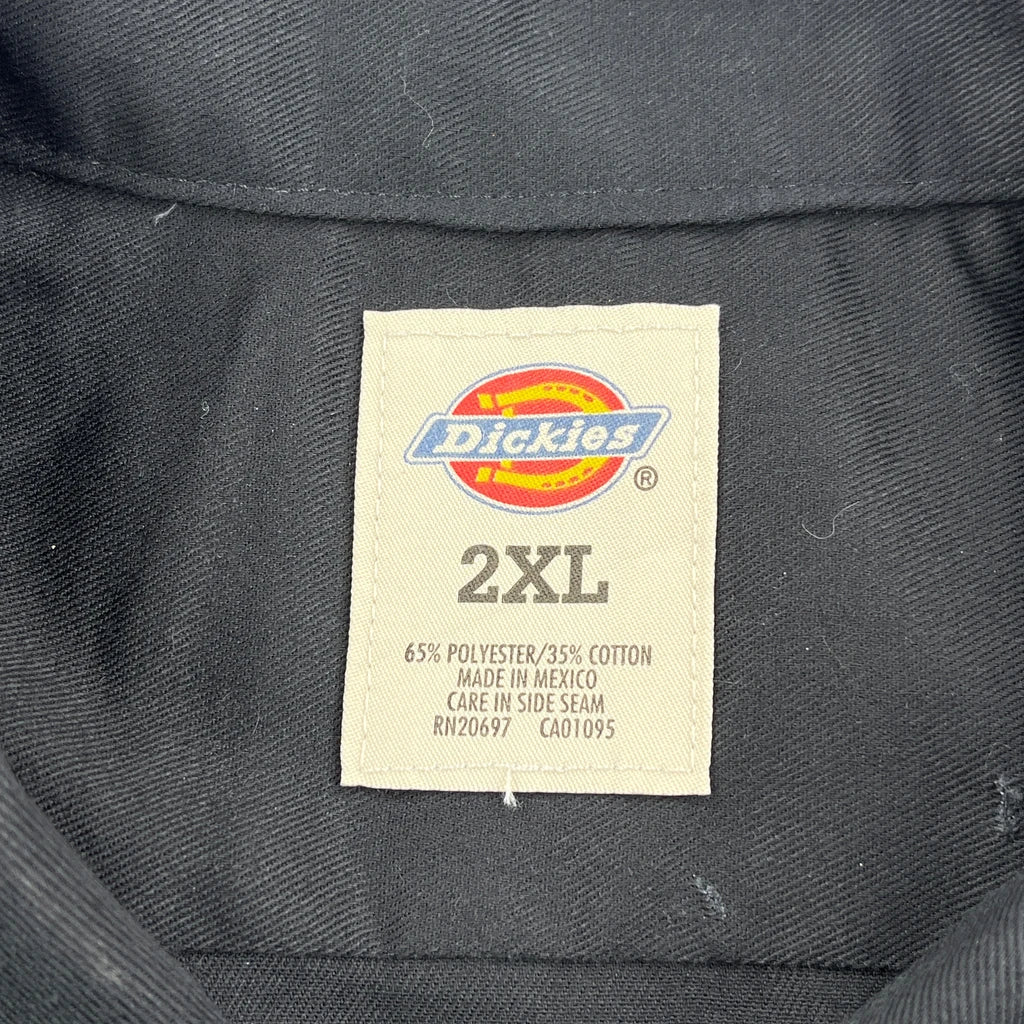 Dickies
®
2XL
65% POLYESTER/35% COTTON
MADE IN MEXICO
CARE IN SIDE SEAM
RN20697 CA01095